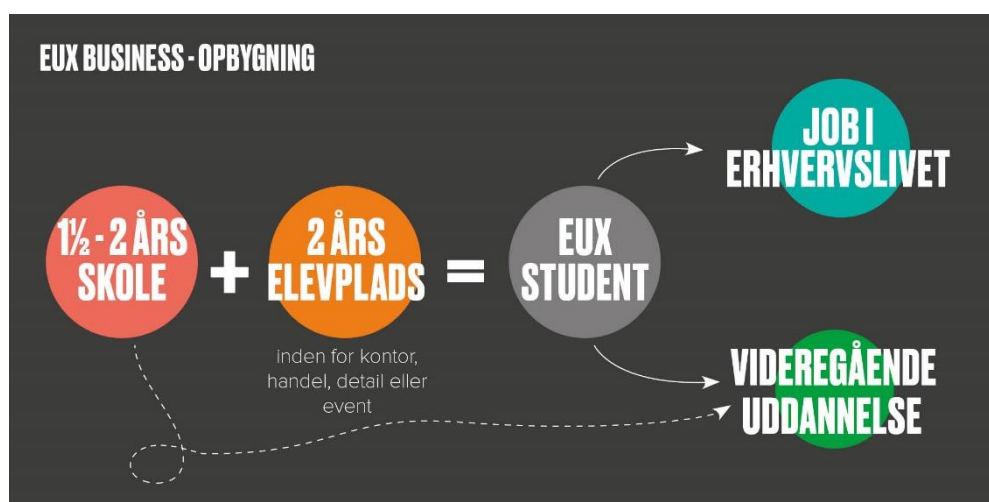 EUX BUSINESS - OPBYGNING
1½ - 2 ÅRS
SKOLE
+
2 ÅRS
ELEVPLADS
inden for kontor,
handel, detail eller
event
=
EUX
STUDENT
JOB I
ERHVERVSLIVET
VIDEREGÅENDE
UDDANNELSE